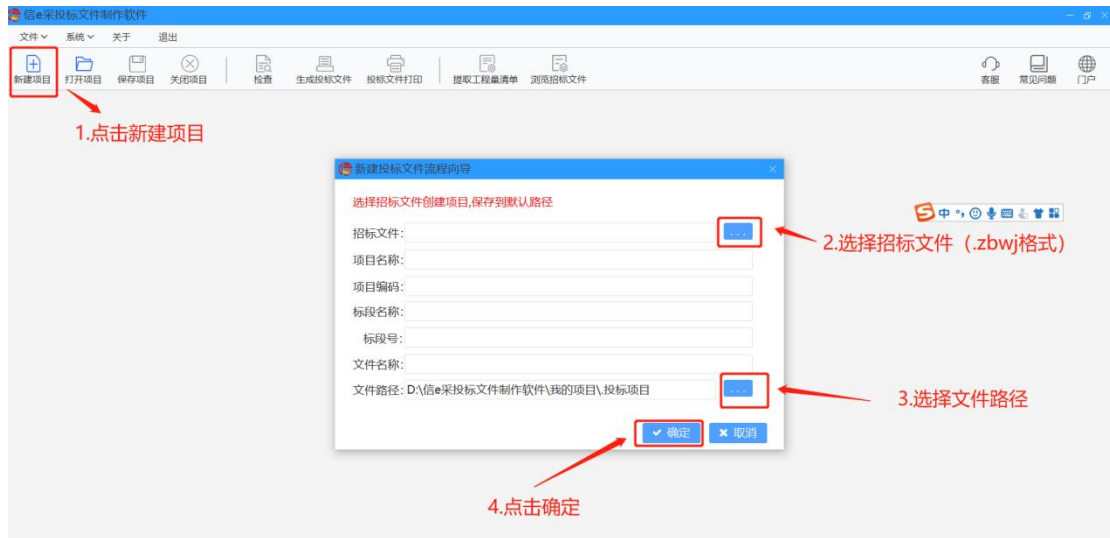 信e采投标文件制作软件
文件 系统 关于 退出
新建项目 打开项目 保存项目 关闭项目 检查 生成投标文件 投标文件打印 提取工程量清单 浏览招标文件 客服 常见问题 门户
1.点击新建项目
新建投标文件流程向导
选择招标文件创建项目,保存到默认路径
中
招标文件: ...
2.选择招标文件（.zbwj格式）
项目名称:
项目编码:
标段名称:
标段号:
文件名称:
文件路径: D:\信e采投标文件制作软件\我的项目\.投标项目 ...
3.选择文件路径
确定 取消
4.点击确定